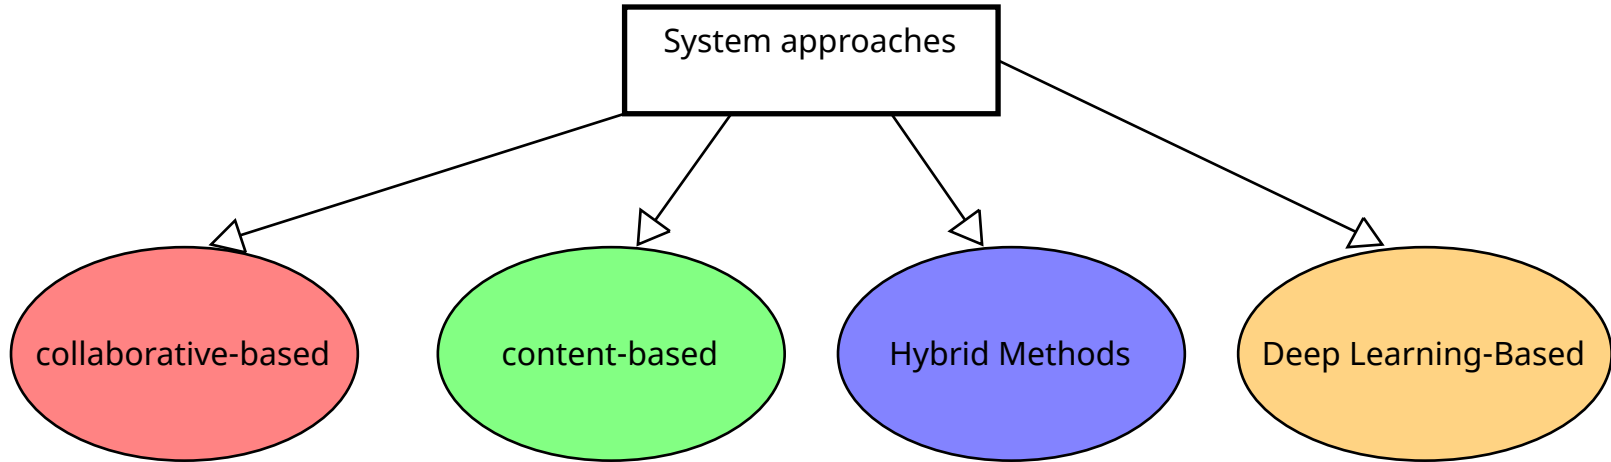 System approaches
collaborative-based
content-based
Hybrid Methods
Deep Learning-Based